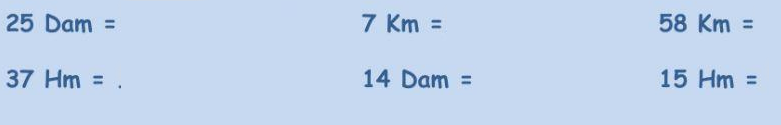 25 Dam = 7 Km = 58 Km =
37 Hm = . 14 Dam = 15 Hm =